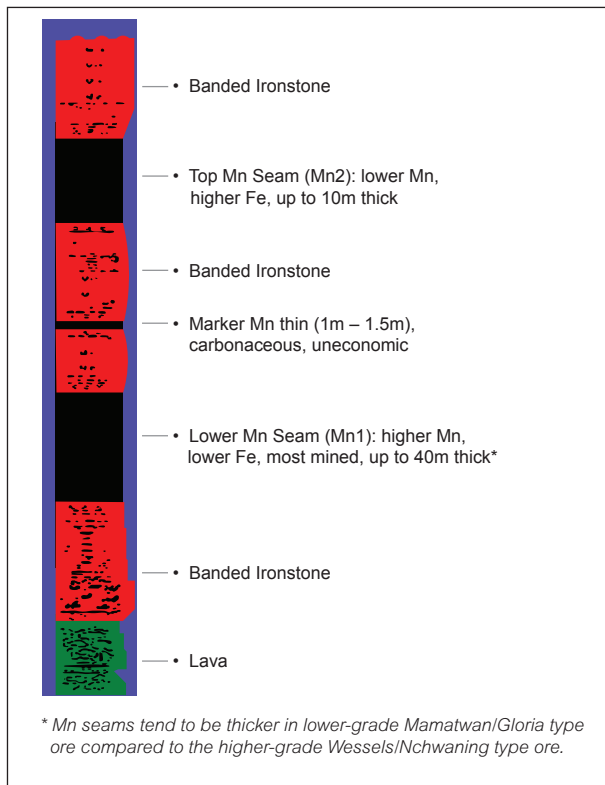 • Banded Ironstone
• Top Mn Seam (Mn2): lower Mn,
higher Fe, up to 10m thick
• Banded Ironstone
• Marker Mn thin (1m – 1.5m),
carbonaceous, uneconomic
• Lower Mn Seam (Mn1): higher Mn,
lower Fe, most mined, up to 40m thick*
• Banded Ironstone
• Lava
* Mn seams tend to be thicker in lower-grade Mamatwan/Gloria type
ore compared to the higher-grade Wessels/Nchwaning type ore.